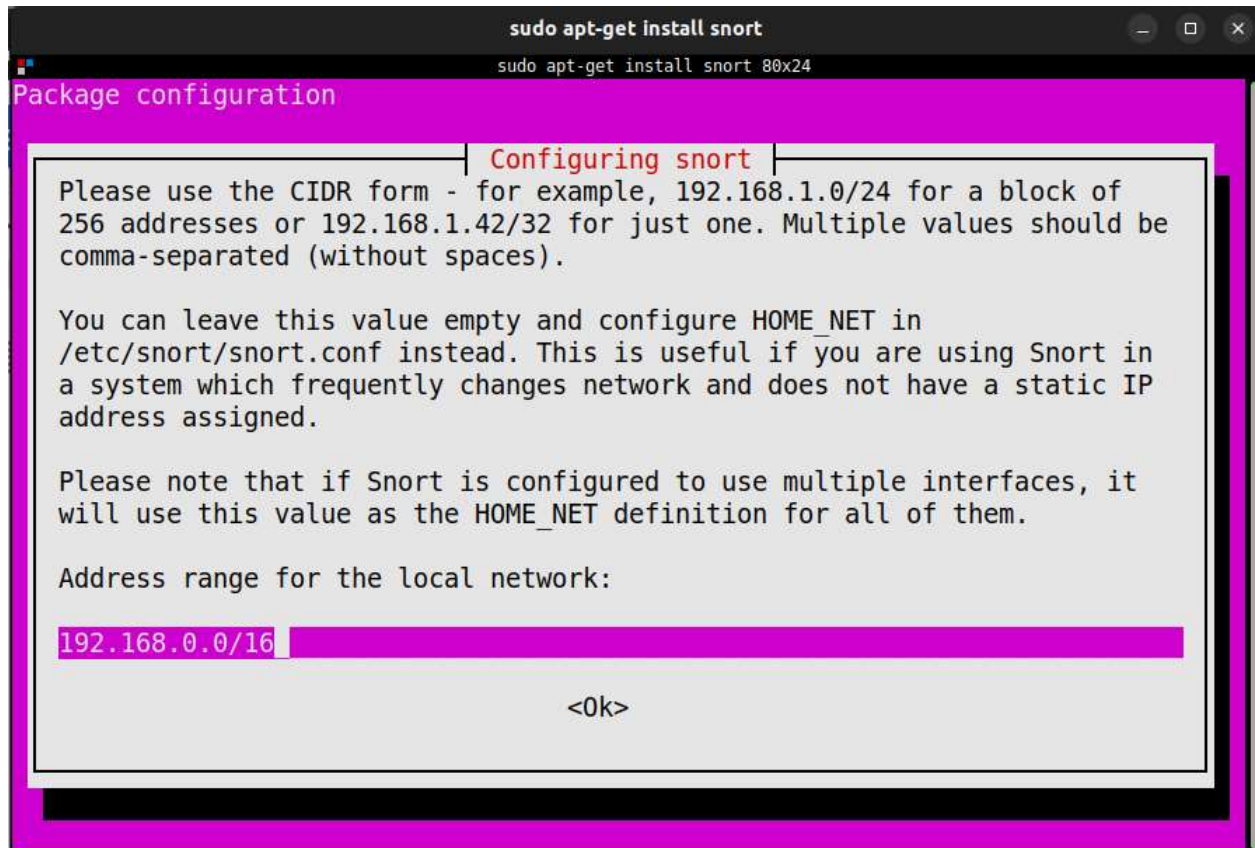 sudo apt-get install snort
sudo apt-get install snort 80x24
Package configuration
Configuring snort
Please use the CIDR form - for example, 192.168.1.0/24 for a block of
256 addresses or 192.168.1.42/32 for just one. Multiple values should be
comma-separated (without spaces).
You can leave this value empty and configure HOME_NET in
/etc/snort/snort.conf instead. This is useful if you are using Snort in
a system which frequently changes network and does not have a static IP
address assigned.
Please note that if Snort is configured to use multiple interfaces, it
will use this value as the HOME_NET definition for all of them.
Address range for the local network:
192.168.0.0/16
<Ok>